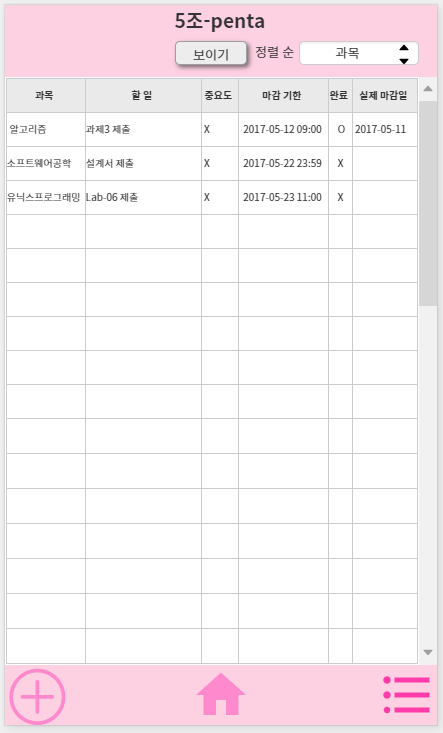 5조-penta
보이기 정렬 순 과목
과목 할 일 중요도 마감 기한 완료 실제 마감일
알고리즘 과제3 제출 X 2017-05-12 09:00 O 2017-05-11
소프트웨어공학 설계서 제출 X 2017-05-22 23:59 X
유닉스프로그래밍 Lab-06 제출 X 2017-05-23 11:00 X